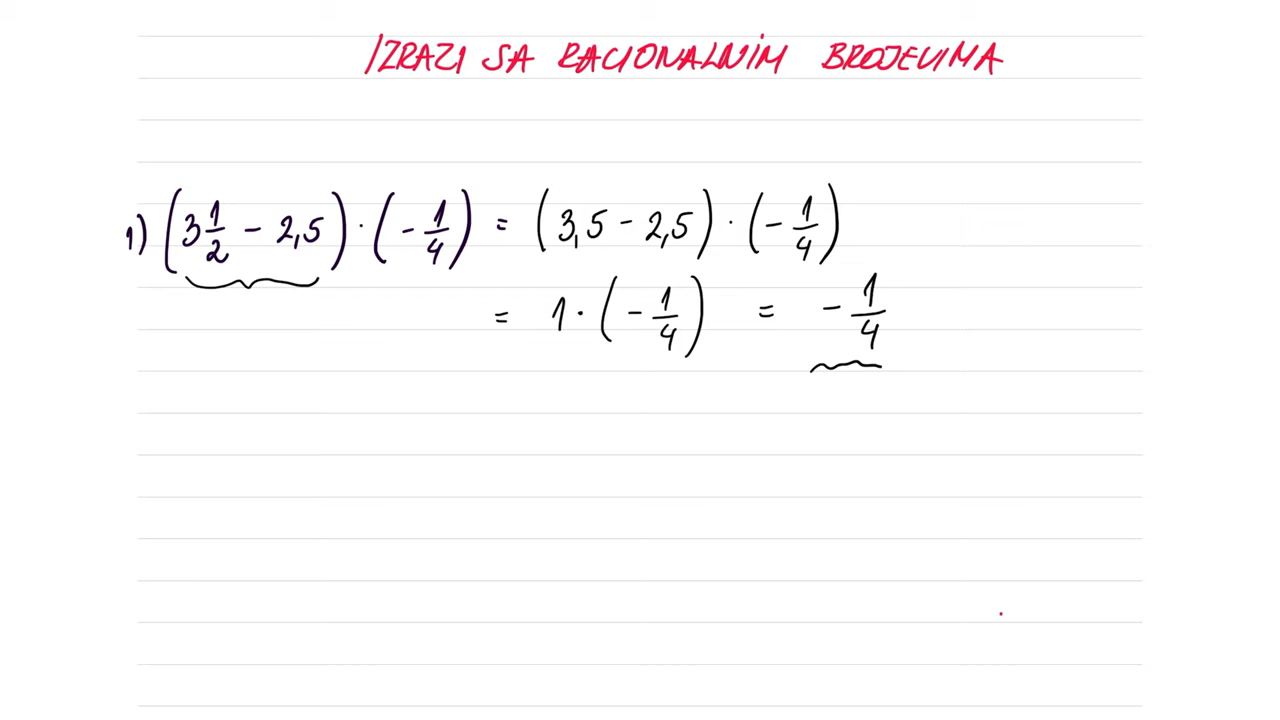 IZRAZI SA RACIONALNIM BROJEVIMA
1) (3 1/2 - 2,5) · (- 1/4) = (3,5 - 2,5) · (- 1/4)
= 1 · (- 1/4) = - 1/4